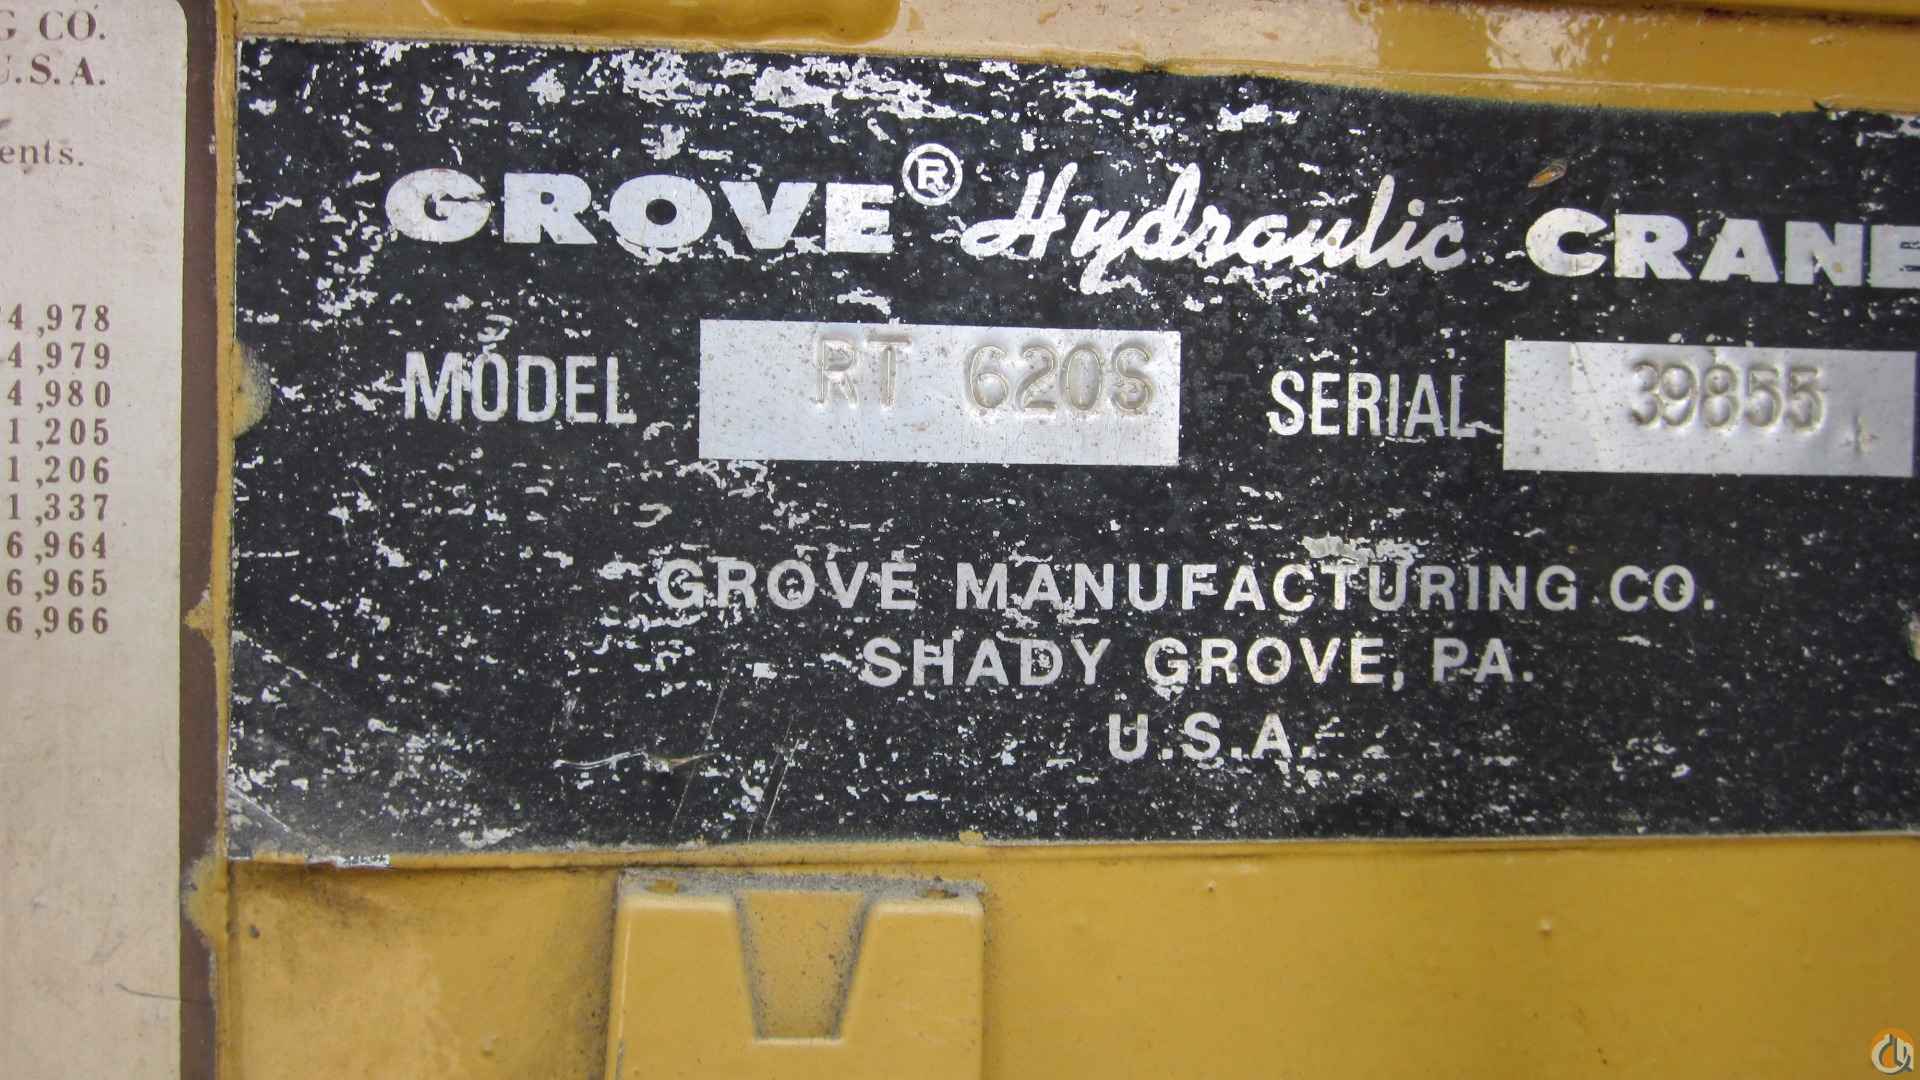 G CO.
U.S.A.
ents.
4,978
4,979
4,980
1,205
1,206
1,337
6,964
6,965
6,966
GROVE® Hydraulic CRANE
MODEL RT 620S SERIAL 39855
GROVE MANUFACTURING CO.
SHADY GROVE, PA.
U.S.A.